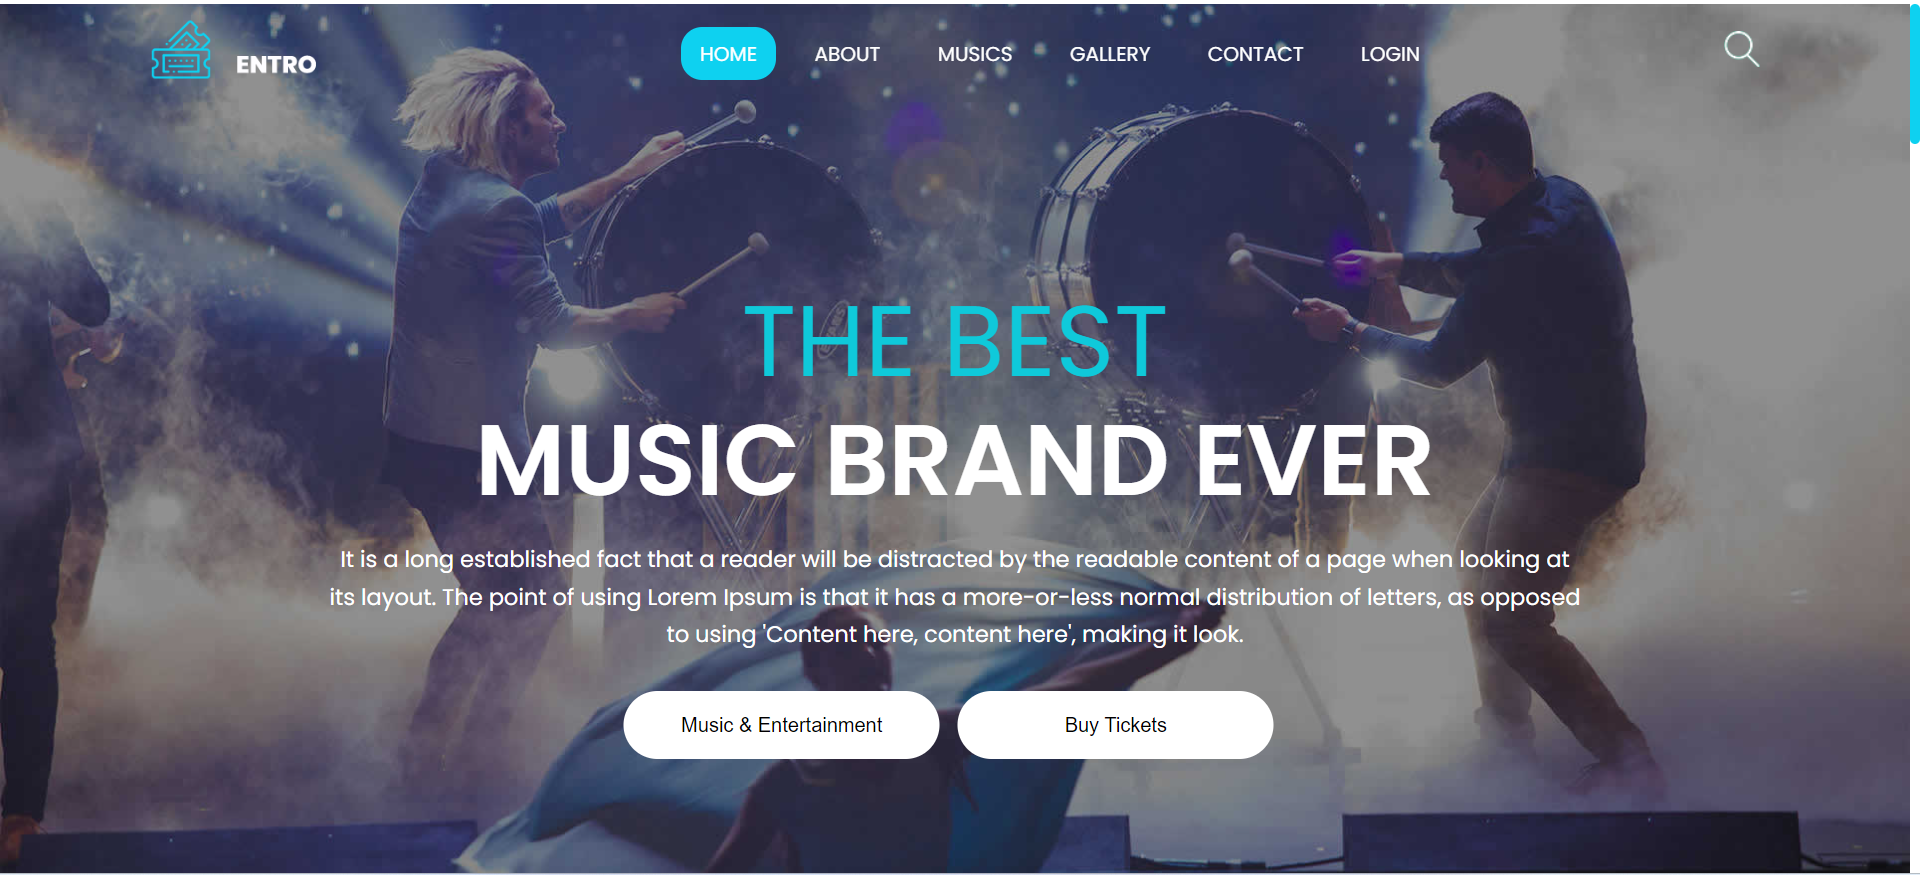 ENTRO
HOME ABOUT MUSICS GALLERY CONTACT LOGIN
THE BEST
MUSIC BRAND EVER
It is a long established fact that a reader will be distracted by the readable content of a page when looking at
its layout. The point of using Lorem Ipsum is that it has a more-or-less normal distribution of letters, as opposed
to using 'Content here, content here', making it look.
Music & Entertainment
Buy Tickets